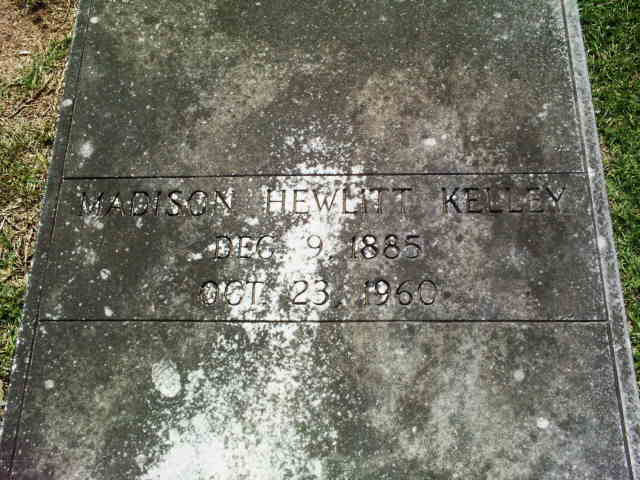 MADISON HEWLITT KELLEY
DEC 9, 1885
OCT 23, 1960